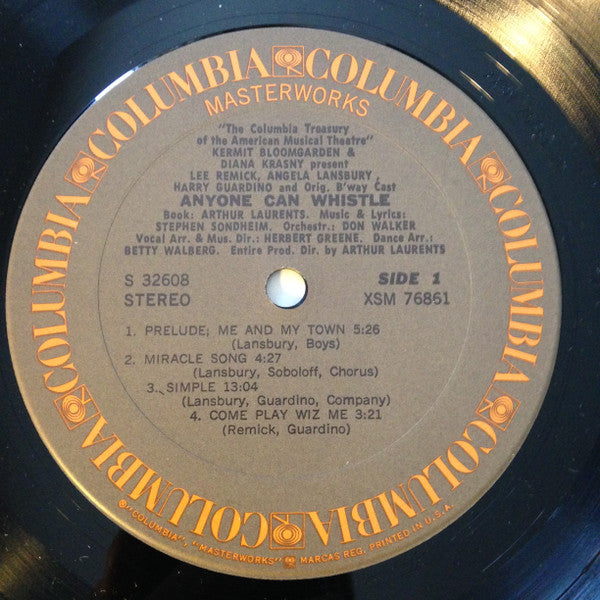 COLUMBIA COLUMBIA COLUMBIA COLUMBIA COLUMBIA COLUMBIA COLUMBIA COLUMBIA
MASTERWORKS
"The Columbia Treasury
of the American Musical Theatre"
KERMIT BLOOMGARDEN &
DIANA KRASNY present
LEE REMICK, ANGELA LANSBURY,
HARRY GUARDINO and Orig. B'way Cast
ANYONE CAN WHISTLE
Book: ARTHUR LAURENTS. Music & Lyrics:
STEPHEN SONDHEIM. Orchestr.: DON WALKER
Vocal Arr. & Mus. Dir.: HERBERT GREENE. Dance Arr.:
BETTY WALBERG. Entire Prod. Dir. by ARTHUR LAURENTS
S 32608 SIDE 1
STEREO XSM 76861
1. PRELUDE; ME AND MY TOWN 5:26
(Lansbury, Boys)
2. MIRACLE SONG 4:27
(Lansbury, Soboloff, Chorus)
3. SIMPLE 13:04
(Lansbury, Guardino, Company)
4. COME PLAY WIZ ME 3:21
(Remick, Guardino)
® "COLUMBIA", "MASTERWORKS" MARCAS REG. PRINTED IN U.S.A.